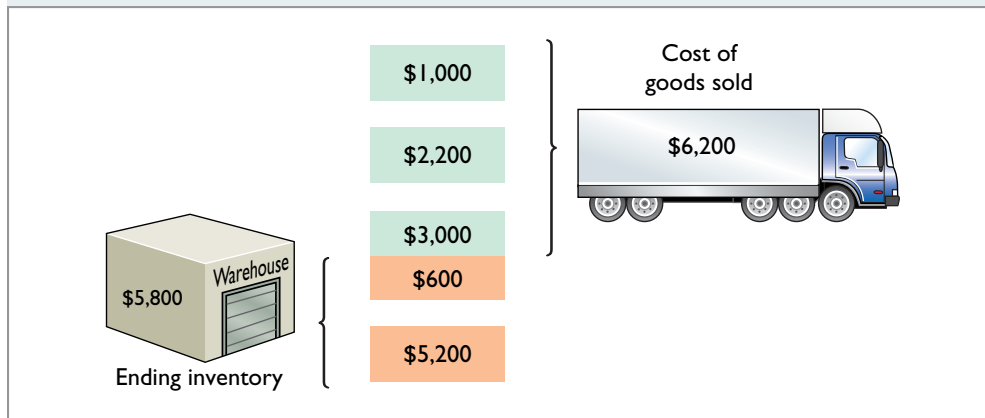 Cost of
goods sold
$1,000
$2,200
$6,200
$3,000
$600
$5,200
Warehouse
$5,800
Ending inventory